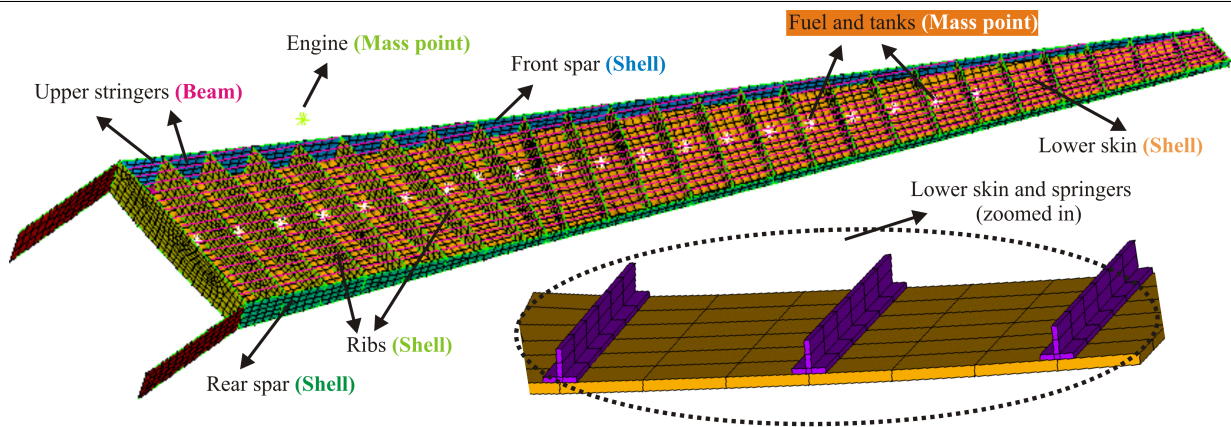 Engine (Mass point)
Fuel and tanks (Mass point)
Front spar (Shell)
Upper stringers (Beam)
Lower skin (Shell)
Lower skin and springers
(zoomed in)
Ribs (Shell)
Rear spar (Shell)